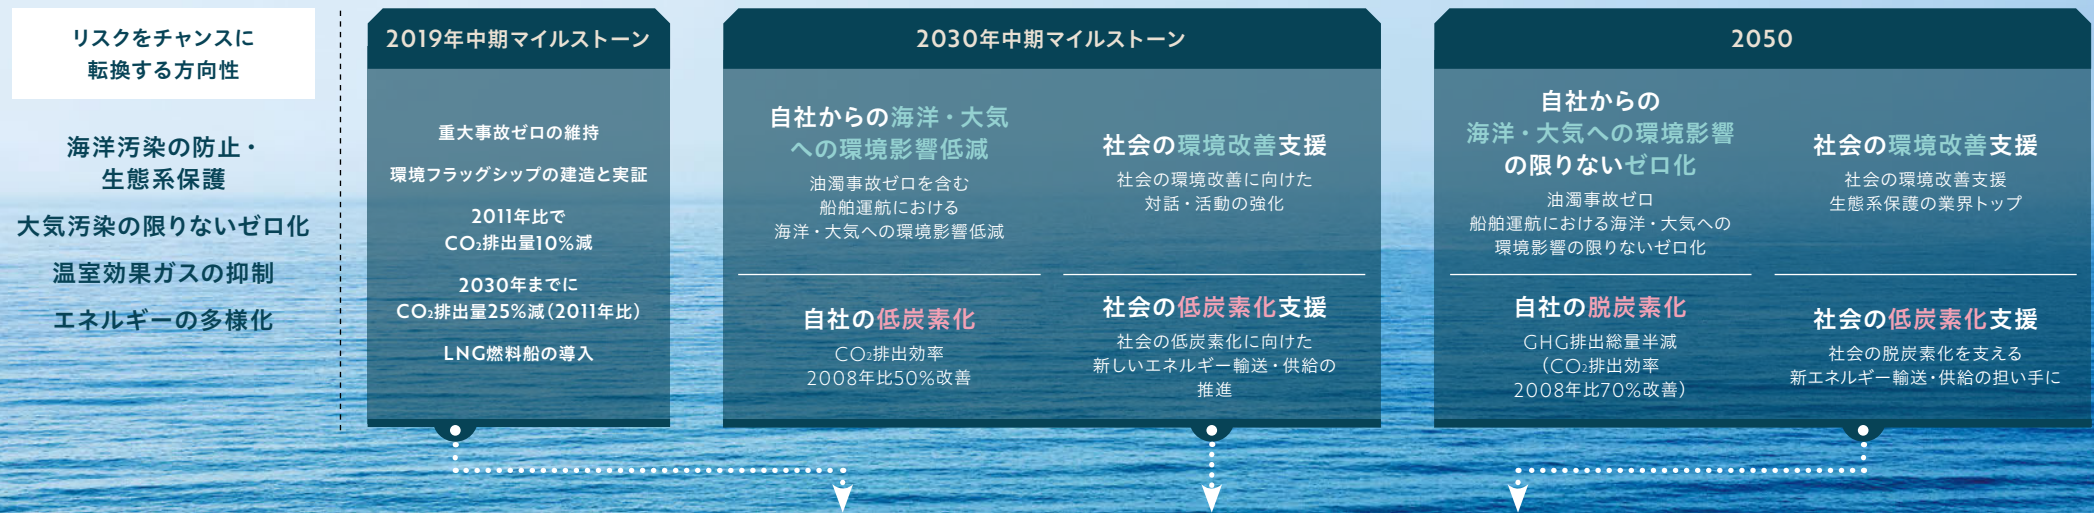 リスクをチャンスに
転換する方向性
海洋汚染の防止・
生態系保護
大気汚染の限りないゼロ化
温室効果ガスの抑制
エネルギーの多様化
2019年中期マイルストーン
重大事故ゼロの維持
環境フラッグシップの建造と実証
2011年比で
CO₂排出量10%減
2030年までに
CO₂排出量25%減(2011年比)
LNG燃料船の導入
2030年中期マイルストーン
自社からの海洋・大気
への環境影響低減
油濁事故ゼロを含む
船舶運航における
海洋・大気への環境影響低減
社会の環境改善支援
社会の環境改善に向けた
対話・活動の強化
自社の低炭素化
CO₂排出効率
2008年比50%改善
社会の低炭素化支援
社会の低炭素化に向けた
新しいエネルギー輸送・供給の
推進
2050
自社からの
海洋・大気への環境影響
の限りないゼロ化
油濁事故ゼロ
船舶運航における海洋・大気への
環境影響の限りないゼロ化
社会の環境改善支援
社会の環境改善支援
生態系保護の業界トップ
自社の脱炭素化
GHG排出総量半減
(CO₂排出効率
2008年比70%改善)
社会の低炭素化支援
社会の脱炭素化を支える
新エネルギー輸送・供給の担い手に